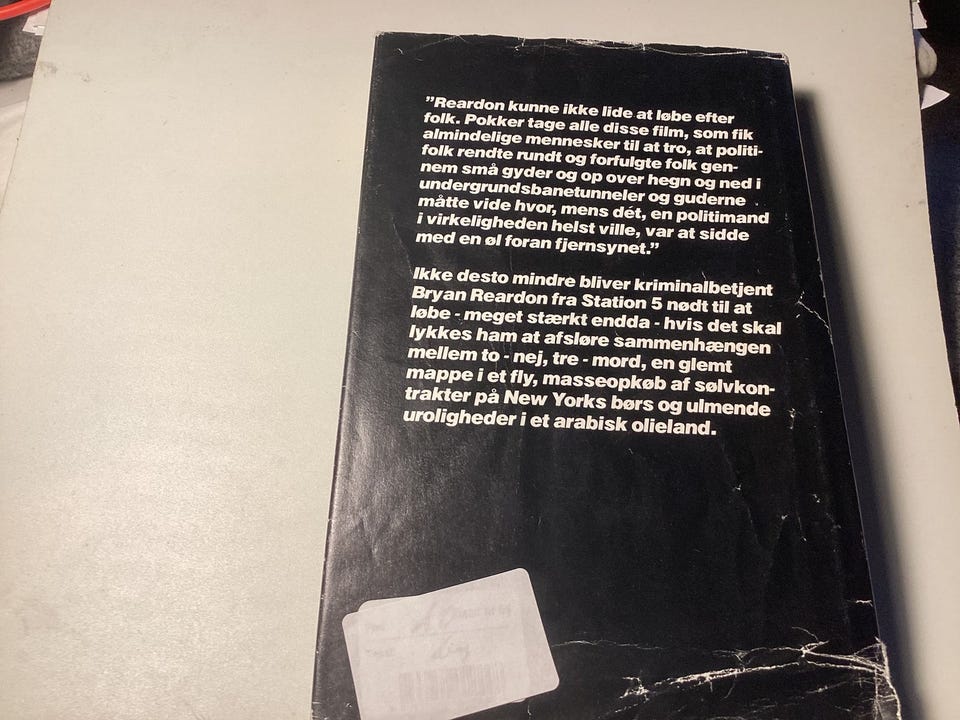 ”Reardon kunne ikke lide at løbe efter
folk. Pokker tage alle disse film, som fik
almindelige mennesker til at tro, at politi-
folk rendte rundt og forfulgte folk gen-
nem små gyder og op over hegn og ned i
undergrundsbanetunneler og guderne
måtte vide hvor, mens dét, en politimand
i virkeligheden helst ville, var at sidde
med en øl foran fjernsynet.”
Ikke desto mindre bliver kriminalbetjent
Bryan Reardon fra Station 5 nødt til at
løbe - meget stærkt endda - hvis det skal
lykkes ham at afsløre sammenhængen
mellem to - nej, tre - mord, en glemt
mappe i et fly, masseopkøb af sølvkon-
trakter på New Yorks børs og ulmende
uroligheder i et arabisk olieland.